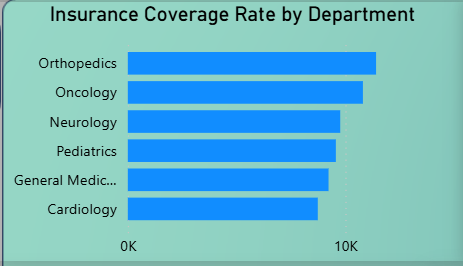 Insurance Coverage Rate by Department
Orthopedics
Oncology
Neurology
Pediatrics
General Medic...
Cardiology
0K 10K